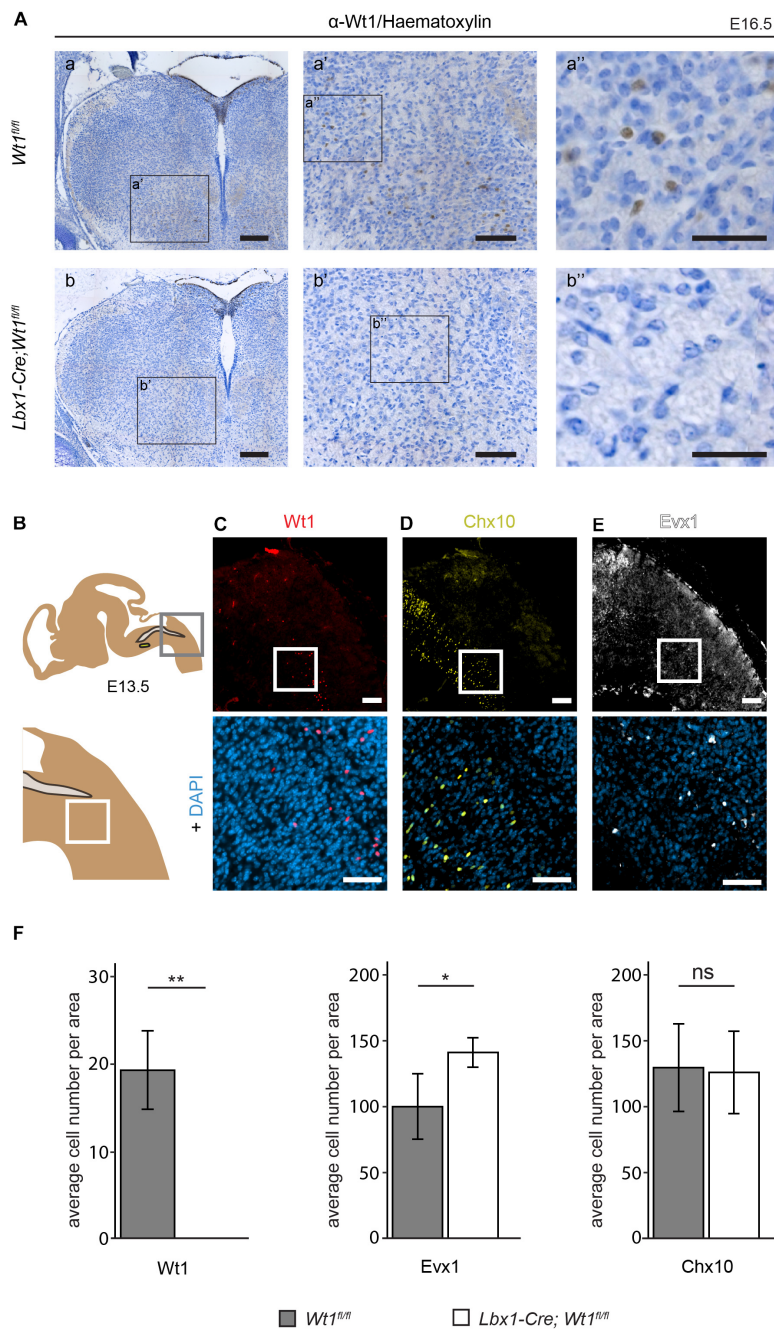 A
α-Wt1/Haematoxylin
E16.5
Wt1fl/fl
a
a'
a'
a''
a''
Lbx1-Cre;Wt1fl/fl
b
b'
b'
b''
b''
B
C
Wt1
D
Chx10
E
Evx1
E13.5
+ DAPI
F
average cell number per area
30
20
10
0
**
Wt1
average cell number per area
200
150
100
50
0
*
Evx1
average cell number per area
200
150
100
50
0
ns
Chx10
Wt1fl/fl
Lbx1-Cre; Wt1fl/fl